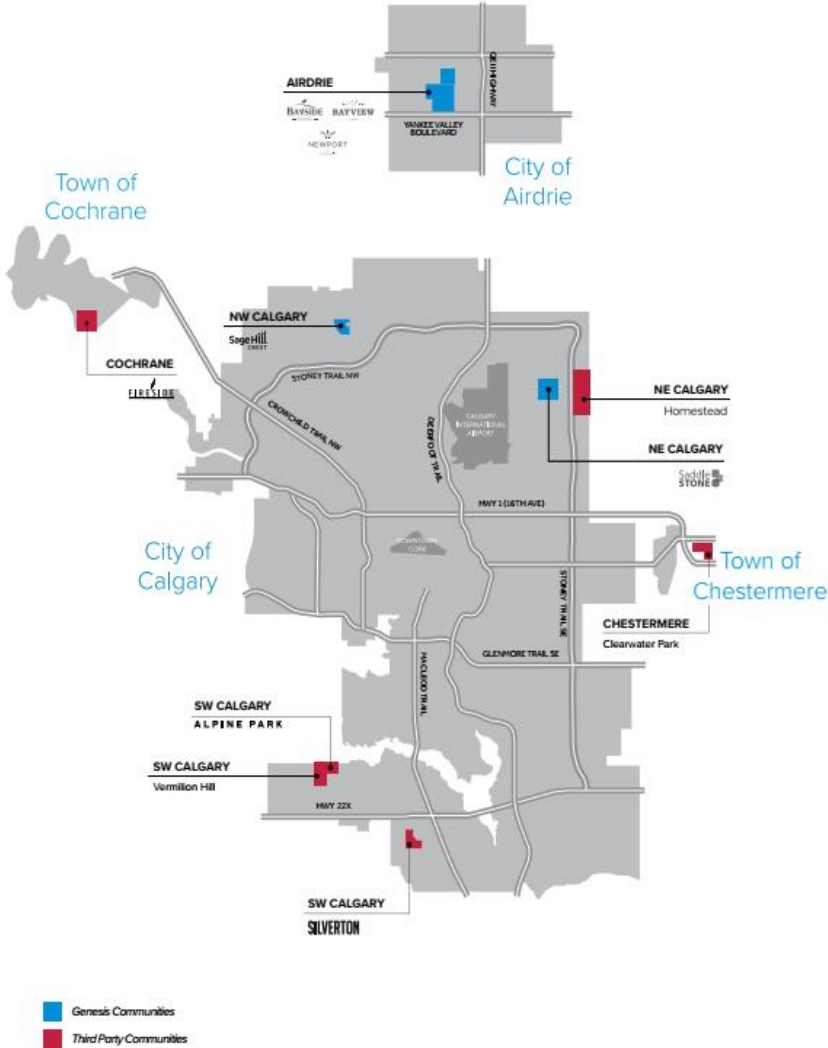 AIRDRIE
BAYSIDE BAYVIEW
NEWPORT
QEII HIGHWAY
YANKEE VALLEY
BOULEVARD
City of
Airdrie
Town of
Cochrane
NW CALGARY
Sage Hill
CREST
COCHRANE
FIRESIDE
STONEY TRAIL NW
CROWCHILD TRAIL NW
DEERFOOT TRAIL
CALGARY
INTERNATIONAL
AIRPORT
NE CALGARY
Homestead
NE CALGARY
Saddle
STONE
HWY 1 (16TH AVE)
City of
Calgary
DOWNTOWN
CORE
Town of
Chestermere
STONEY TRAIL SE
CHESTERMERE
Clearwater Park
GLENMORE TRAIL SE
MACLEOD TRAIL
SW CALGARY
ALPINE PARK
SW CALGARY
Vermilion Hill
HWY 22X
SW CALGARY
SILVERTON
Genesis Communities
Third Party Communities